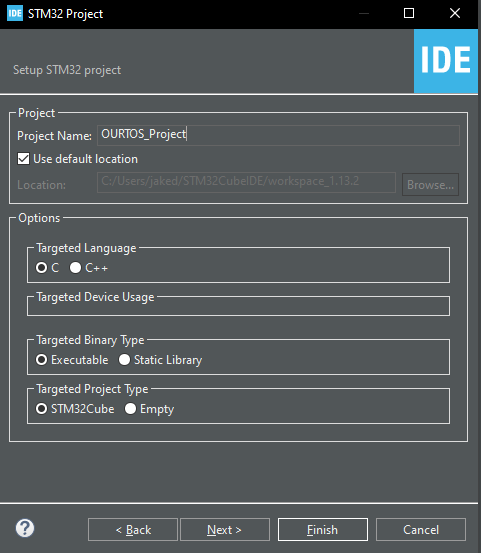 IDE STM32 Project
Setup STM32 project
IDE
Project
Project Name: OURTOS_Project
Use default location
Location: C:/Users/jaked/STM32CubeIDE/workspace_1.13.2 Browse...
Options
Targeted Language
C C++
Targeted Device Usage
Targeted Binary Type
Executable Static Library
Targeted Project Type
STM32Cube Empty
? < Back Next > Finish Cancel